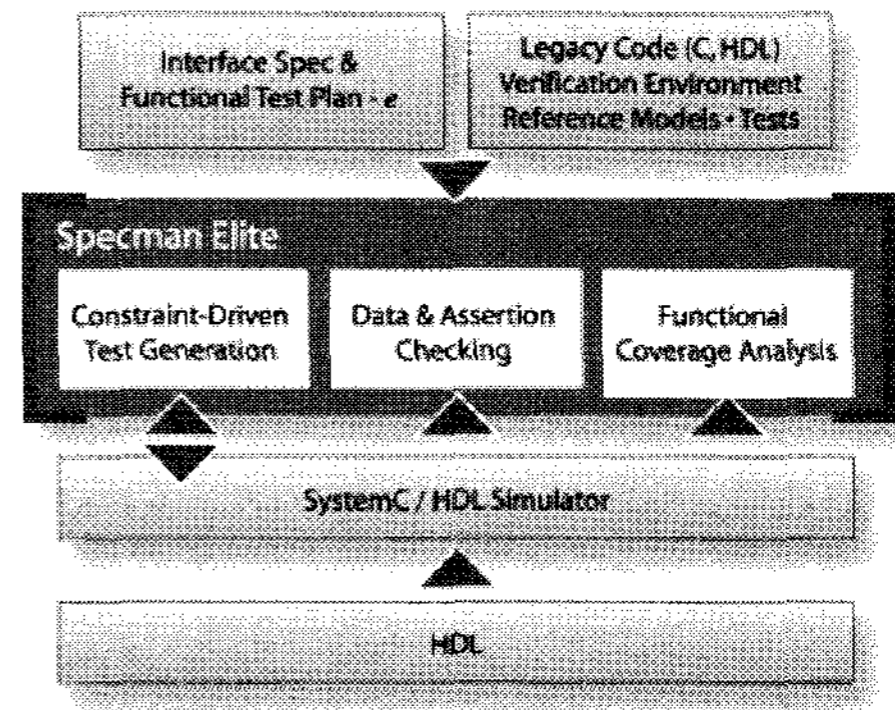 Interface Spec &
Functional Test Plan - e
Legacy Code (C, HDL)
Verification Environment
Reference Models • Tests
Specman Elite
Constraint-Driven
Test Generation
Data & Assertion
Checking
Functional
Coverage Analysis
SystemC / HDL Simulator
HDL